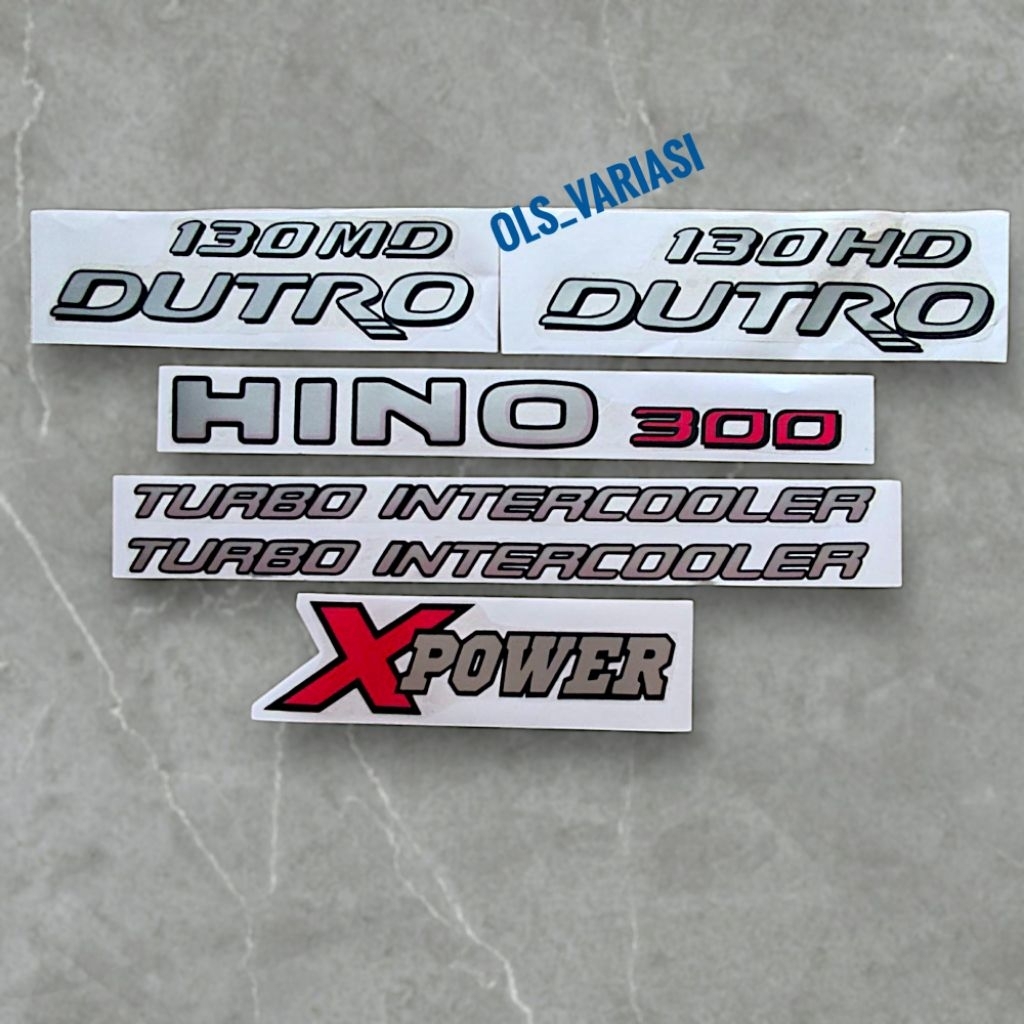 OLS_VARIASI
130MD
DUTRO
130HD
DUTRO
HINO 300
TURBO INTERCOOLER
TURBO INTERCOOLER
XPOWER